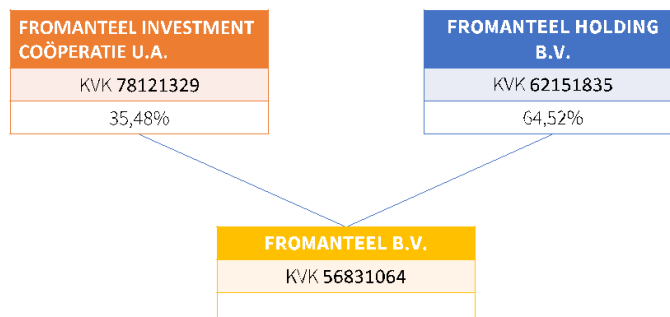 FROMANTEEL INVESTMENT
COÖPERATIE U.A.
KVK 78121329
35,48%
FROMANTEEL HOLDING
B.V.
KVK 62151835
64,52%
FROMANTEEL B.V.
KVK 56831064